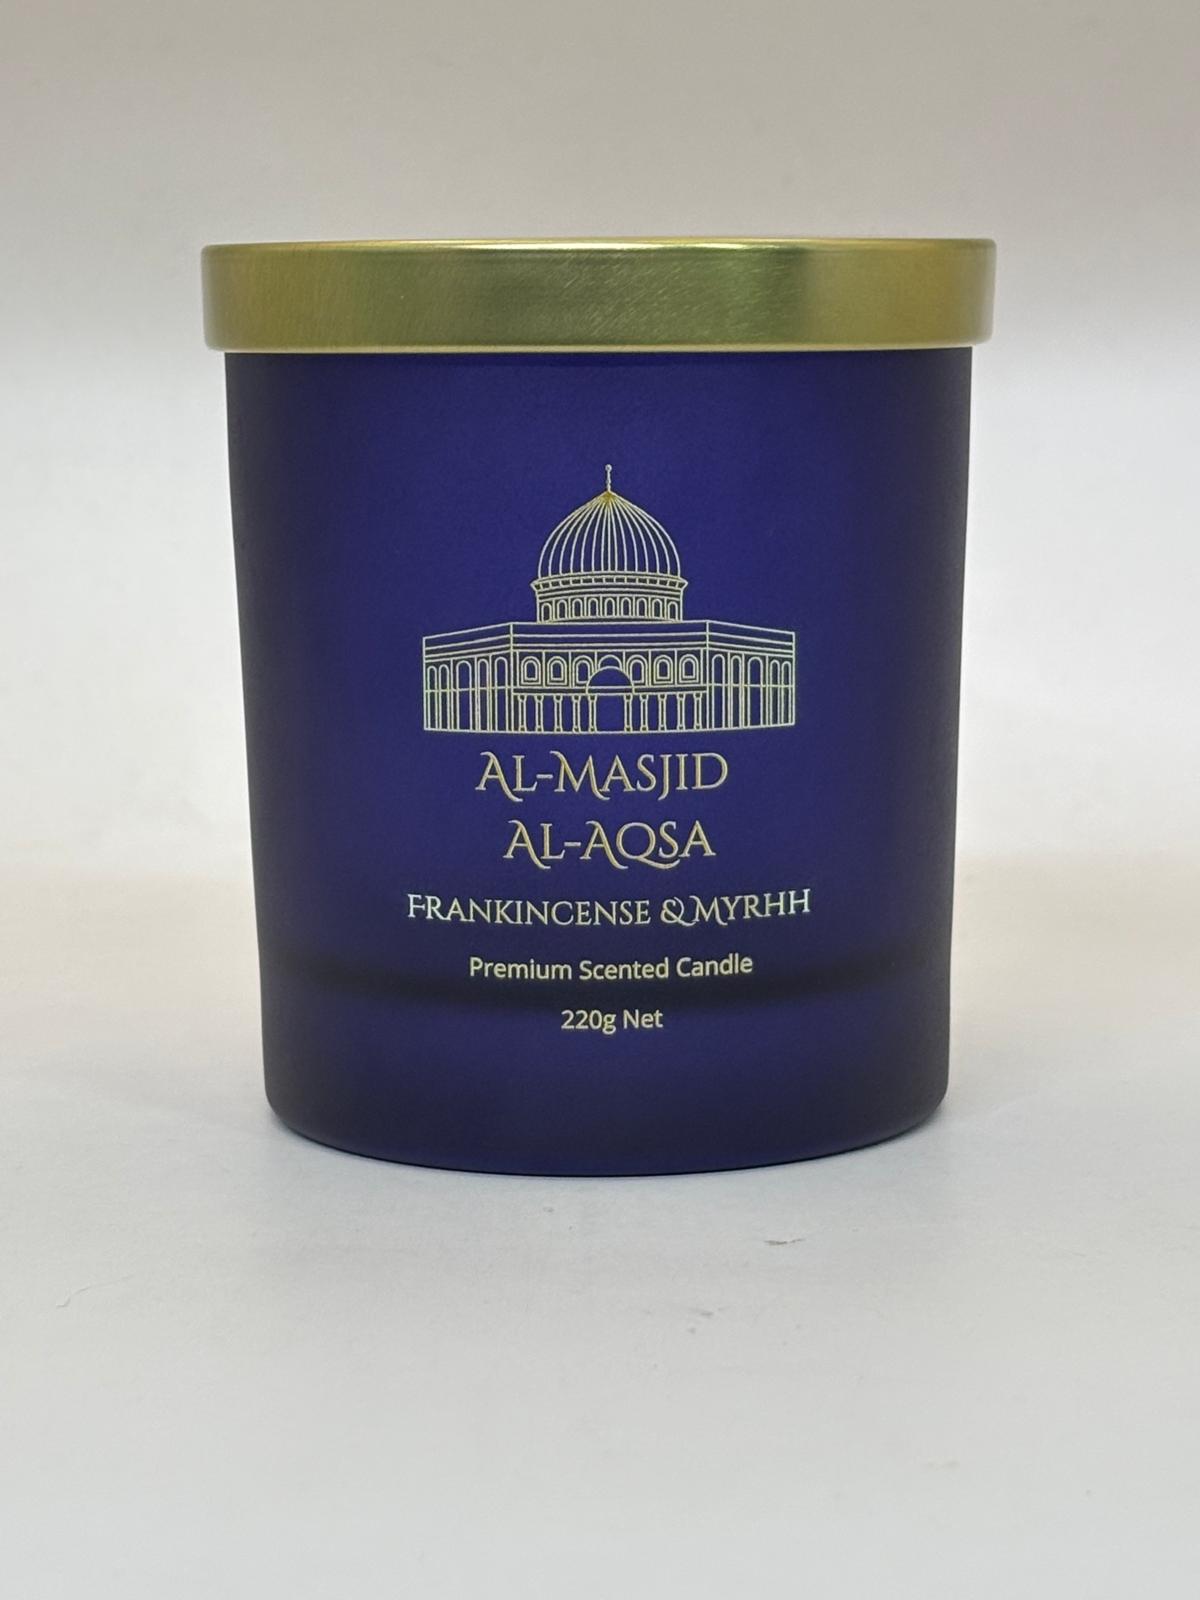 AL-MASJID
AL-AQSA
FRANKINCENSE & MYRHH
Premium Scented Candle
220g Net